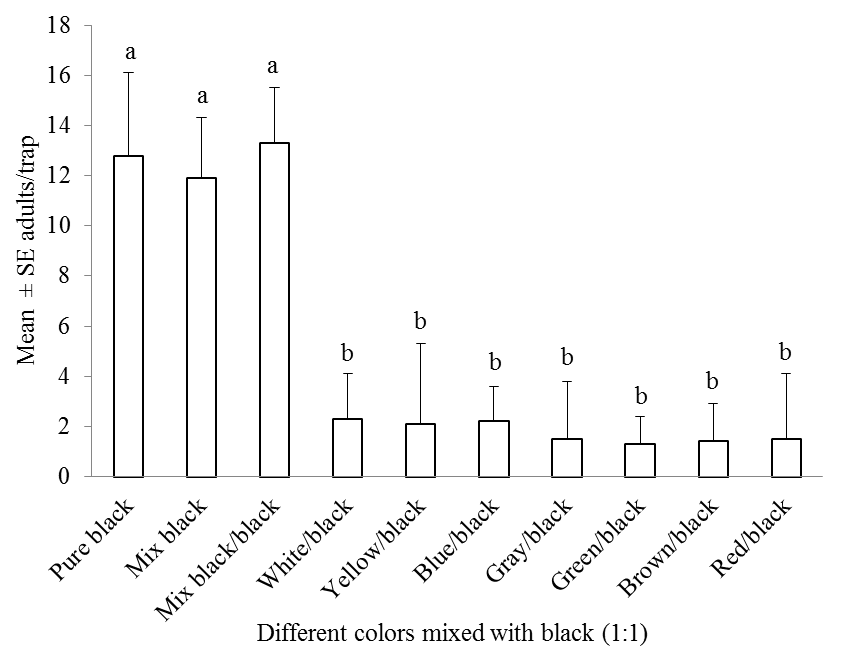 18
16
14
12
10
8
6
4
2
0
Mean ± SE adults/trap
a
a
a
b
b
b
b
b
b
b
Pure black
Mix black
Mix black/black
White/black
Yellow/black
Blue/black
Gray/black
Green/black
Brown/black
Red/black
Different colors mixed with black (1:1)